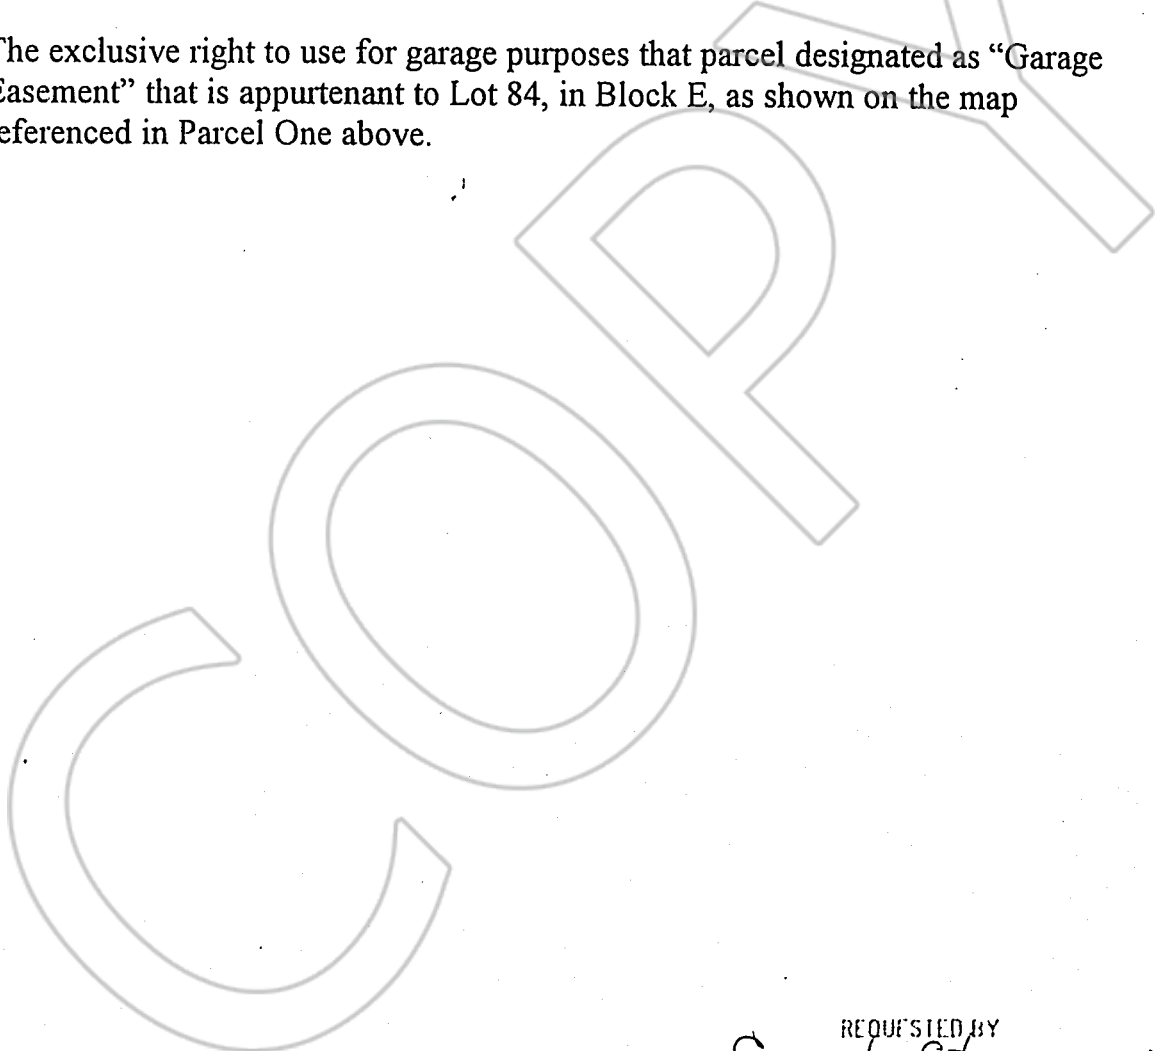 The exclusive right to use for garage purposes that parcel designated as “Garage
Easement” that is appurtenant to Lot 84, in Block E, as shown on the map
referenced in Parcel One above.
COPY
REQUESTED BY